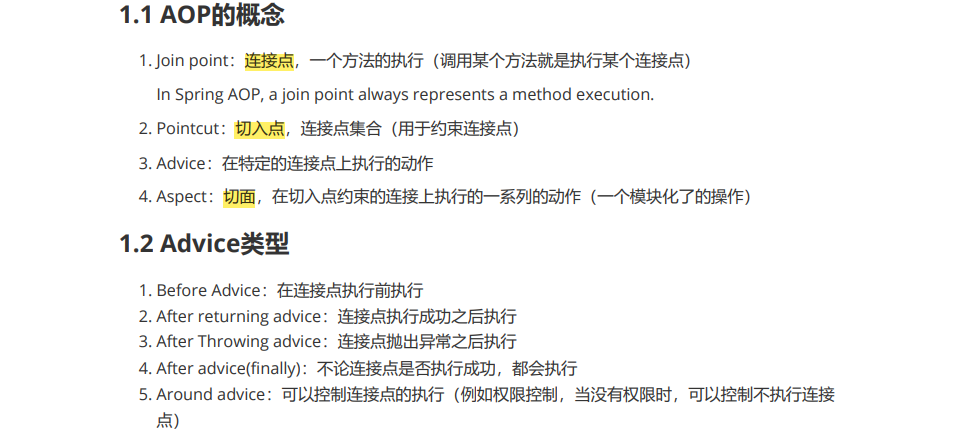 1.1 AOP的概念
1. Join point：连接点，一个方法的执行（调用某个方法就是执行某个连接点）
In Spring AOP, a join point always represents a method execution.
2. Pointcut：切入点，连接点集合（用于约束连接点）
3. Advice：在特定的连接点上执行的动作
4. Aspect：切面，在切入点约束的连接上执行的一系列的动作（一个模块化了的操作）
1.2 Advice类型
1. Before Advice：在连接点执行前执行
2. After returning advice：连接点执行成功之后执行
3. After Throwing advice：连接点抛出异常之后执行
4. After advice(finally)：不论连接点是否执行成功，都会执行
5. Around advice：可以控制连接点的执行（例如权限控制，当没有权限时，可以控制不执行连接
点）